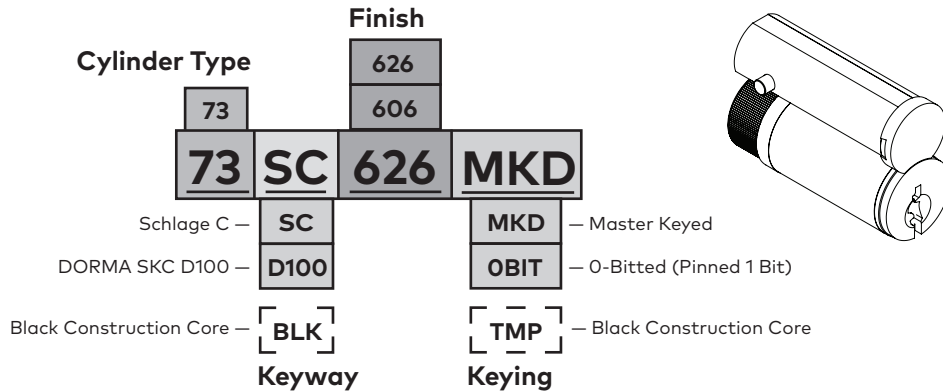 Finish
626
Cylinder Type
606
73
73 SC 626 MKD
Schlage C — SC MKD — Master Keyed
DORMA SKC D100 — D100 0BIT — 0-Bitted (Pinned 1 Bit)
Black Construction Core — BLK TMP — Black Construction Core
Keyway Keying